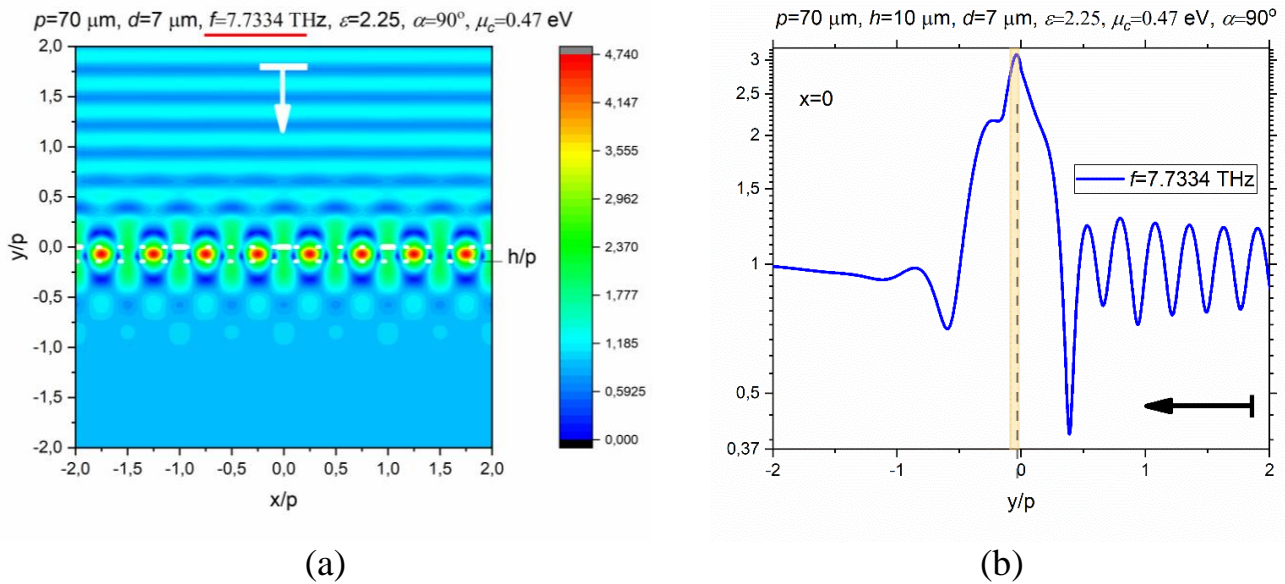 p=70 µm, d=7 µm, f=7.7334 THz, ε=2.25, α=90°, μc=0.47 eV
2,0
1,5
1,0
0,5
0,0
-0,5
-1,0
-1,5
-2,0
y/p
-2,0 -1,5 -1,0 -0,5 0,0 0,5 1,0 1,5 2,0
x/p
h/p
4,740
4,147
3,555
2,962
2,370
1,777
1,185
0,5925
0,000
(a)
p=70 µm, h=10 µm, d=7 µm, ε=2.25, μc=0.47 eV, α=90°
3
2,5
2
1,5
1
0,5
0,37
x=0
f=7.7334 THz
-2 -1 0 1 2
y/p
(b)